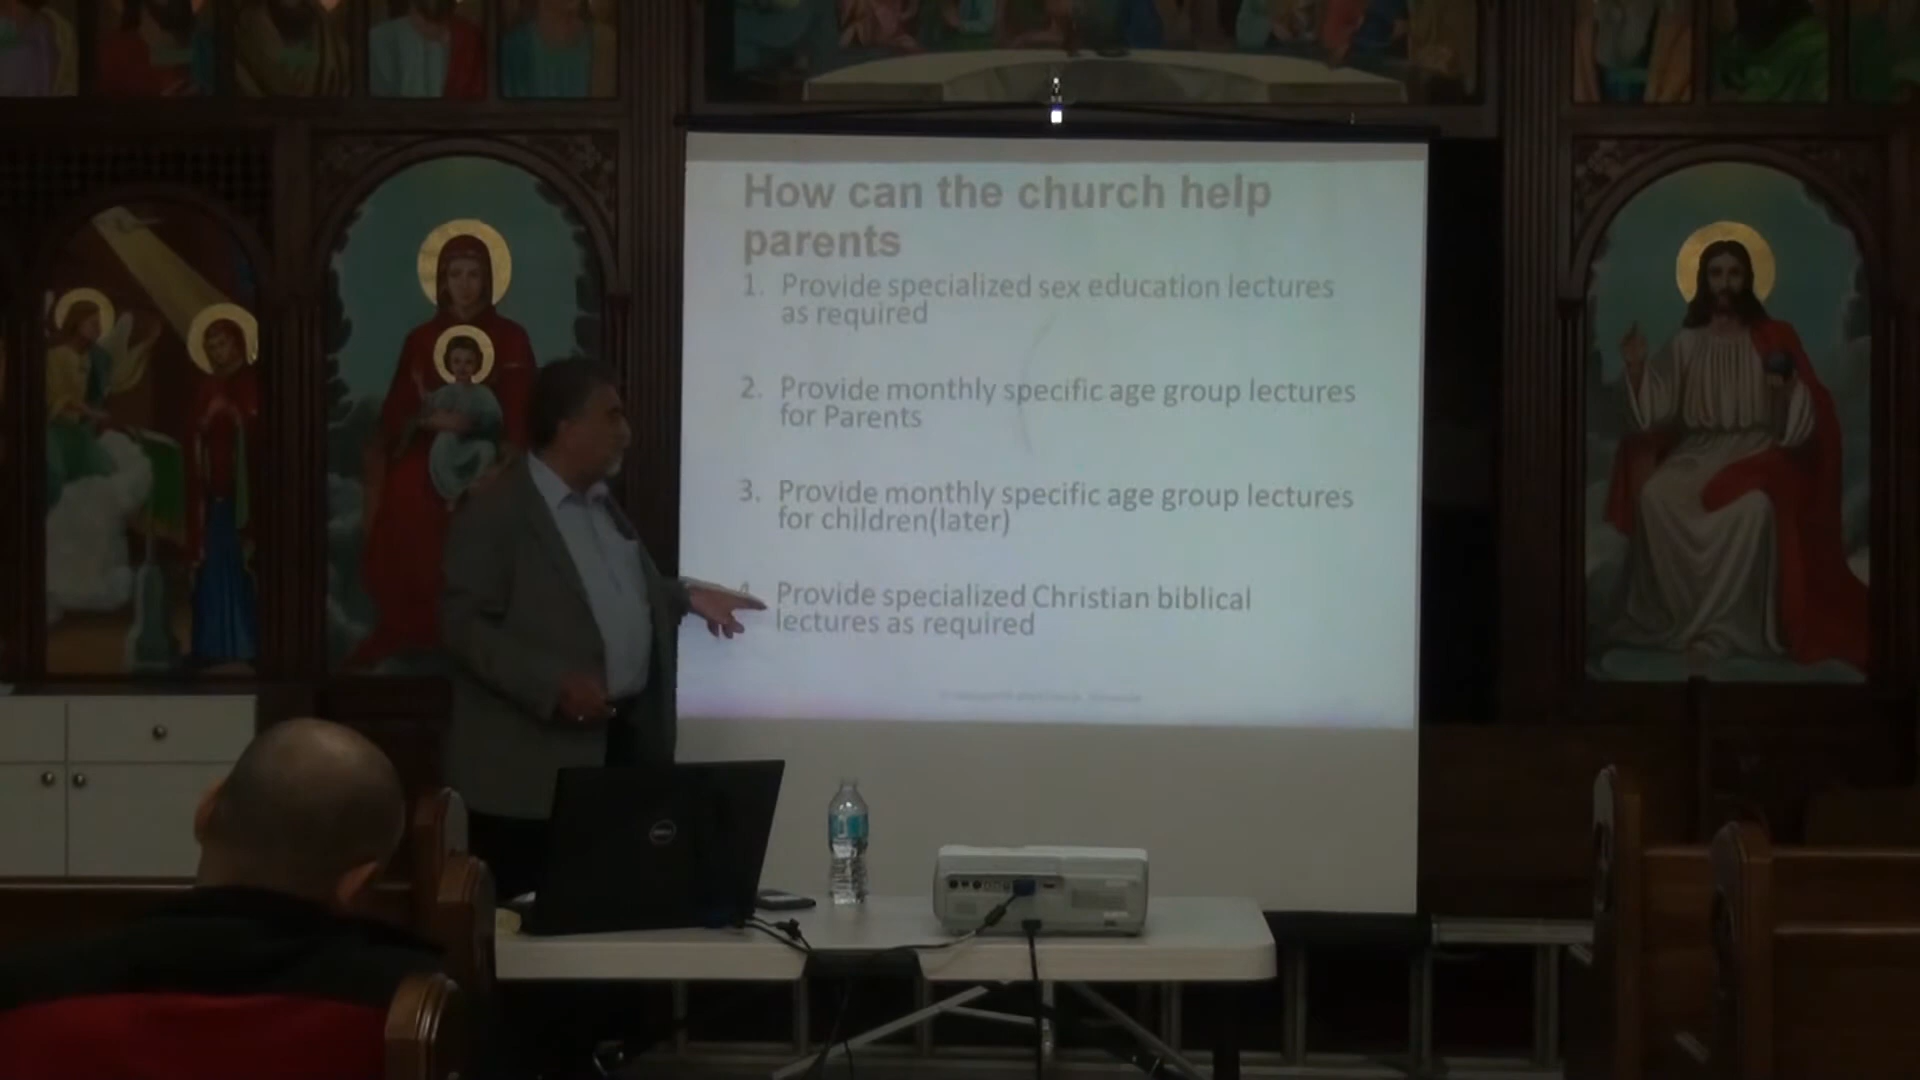 How can the church help
parents
1. Provide specialized sex education lectures
as required
2. Provide monthly specific age group lectures
for Parents
3. Provide monthly specific age group lectures
for children(later)
4. Provide specialized Christian biblical
lectures as required
DELL